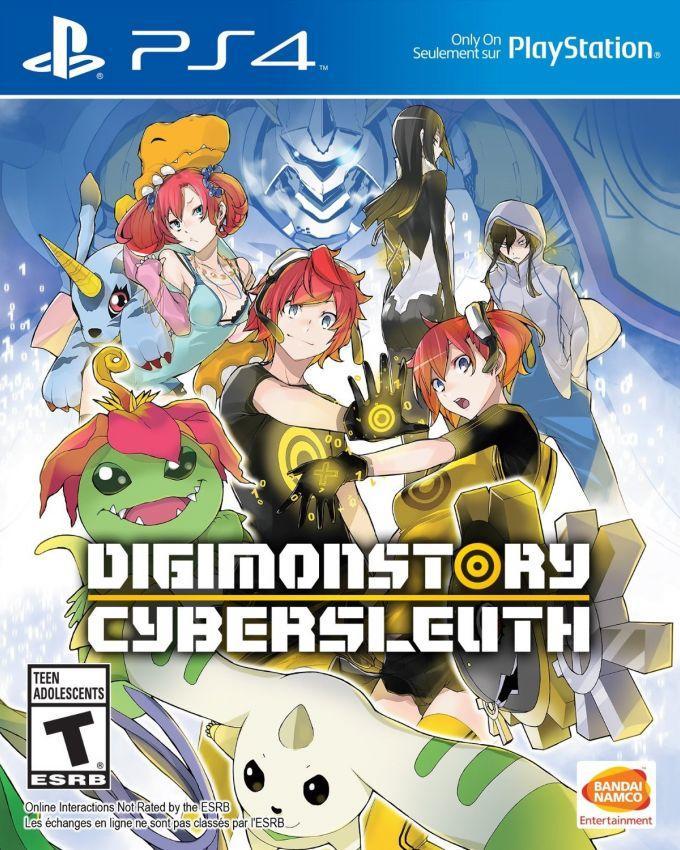 PS4™
Only On
Seulement sur
PlayStation®
DIGIMONSTORY
CYBERSLEUTH
TEEN
ADOLESCENTS
T
ESRB
Online Interactions Not Rated by the ESRB
Les échanges en ligne ne sont pas classés par l'ESRB
BANDAI
NAMCO
Entertainment